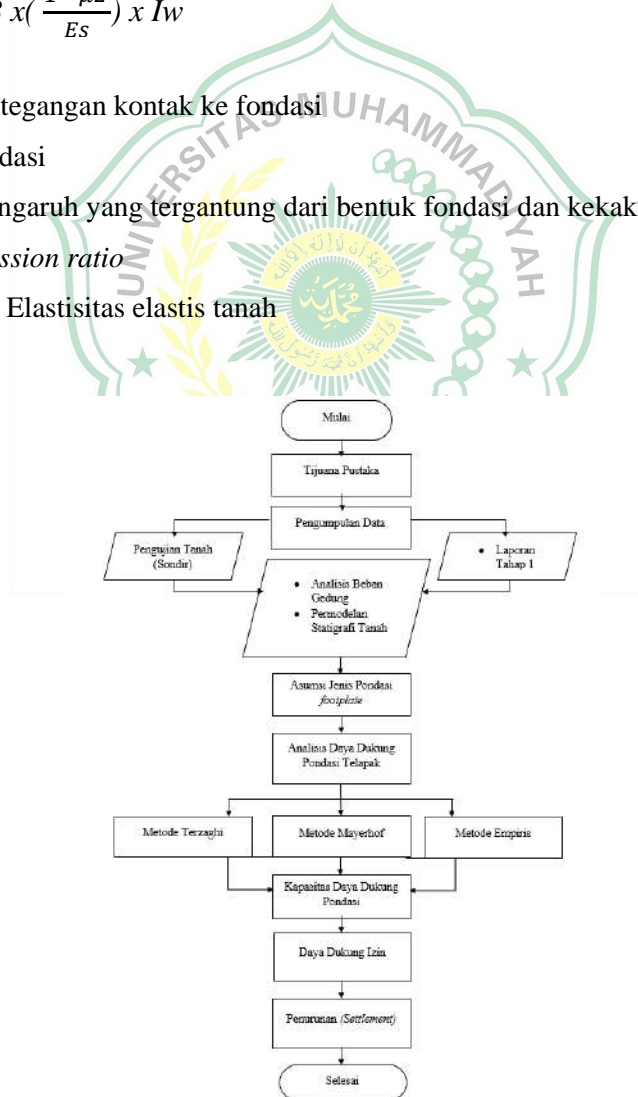 x( 1 - μ2 / Es ) x Iw
tegangan kontak ke fondasi
dasi
ngaruh yang tergantung dari bentuk fondasi dan kekak
ssion ratio
Elastisitas elastis tanah
UNIVERSITAS MUHAMMADIYAH
Mulai
Tijuana Pustaka
Pengumpulan Data
Pengujian Tanah
(Sondir)
• Laporan
Tahap 1
• Analisis Beban
Gedung
• Permodelan
Statigrafi Tanah
Asumsi Jenis Pondasi
footplate
Analisis Daya Dukung
Pondasi Telapak
Metode Terzaghi
Metode Mayerhof
Metode Empiris
Kapasitas Daya Dukung
Pondasi
Daya Dukung Izin
Penurunan (Settlement)
Selesai